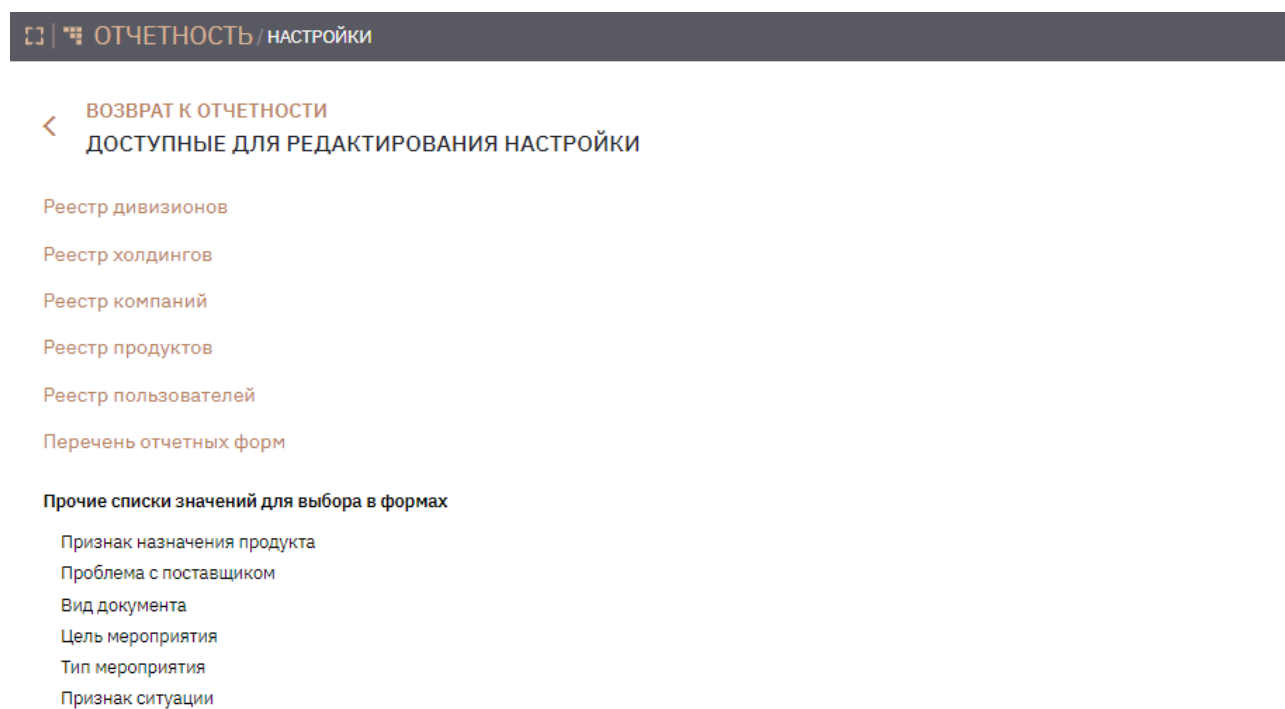 ОТЧЕТНОСТЬ / НАСТРОЙКИ
ВОЗВРАТ К ОТЧЕТНОСТИ
ДОСТУПНЫЕ ДЛЯ РЕДАКТИРОВАНИЯ НАСТРОЙКИ
Реестр дивизионов
Реестр холдингов
Реестр компаний
Реестр продуктов
Реестр пользователей
Перечень отчетных форм
Прочие списки значений для выбора в формах
Признак назначения продукта
Проблема с поставщиком
Вид документа
Цель мероприятия
Тип мероприятия
Признак ситуации